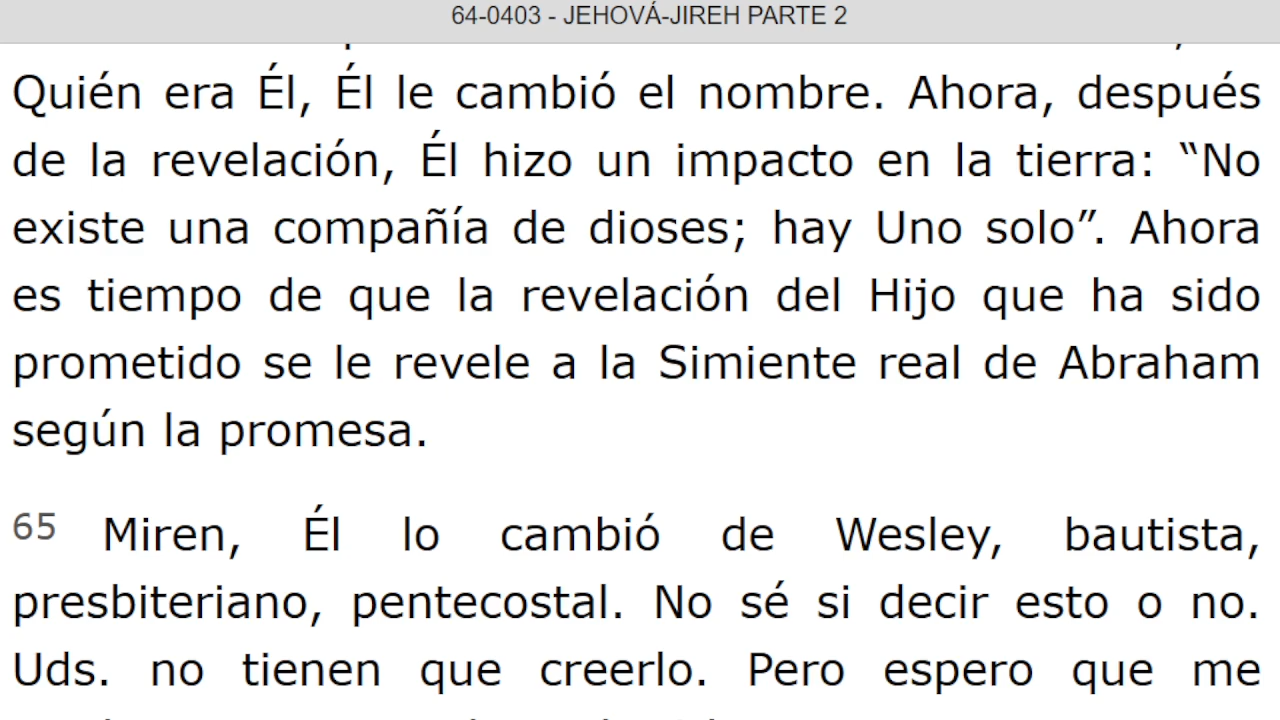 64-0403 - JEHOVÁ-JIREH PARTE 2
Quién era Él, Él le cambió el nombre. Ahora, después
de la revelación, Él hizo un impacto en la tierra: “No
existe una compañía de dioses; hay Uno solo”. Ahora
es tiempo de que la revelación del Hijo que ha sido
prometido se le revele a la Simiente real de Abraham
según la promesa.
65 Miren, Él lo cambió de Wesley, bautista,
presbiteriano, pentecostal. No sé si decir esto o no.
Uds. no tienen que creerlo. Pero espero que me